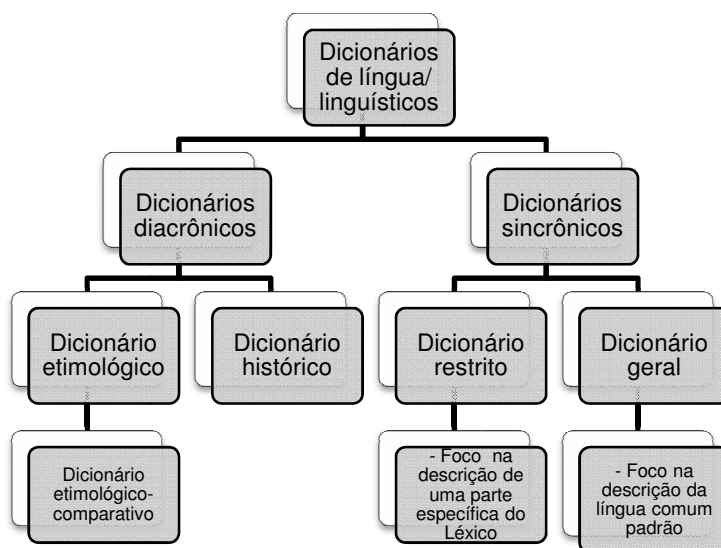 Dicionários
de língua/
linguísticos
Dicionários
diacrônicos
Dicionários
sincrônicos
Dicionário
etimológico
Dicionário
histórico
Dicionário
restrito
Dicionário
geral
Dicionário
etimológico-
comparativo
- Foco na
descrição de
uma parte
específica do
Léxico
- Foco na
descrição da
língua comum
padrão